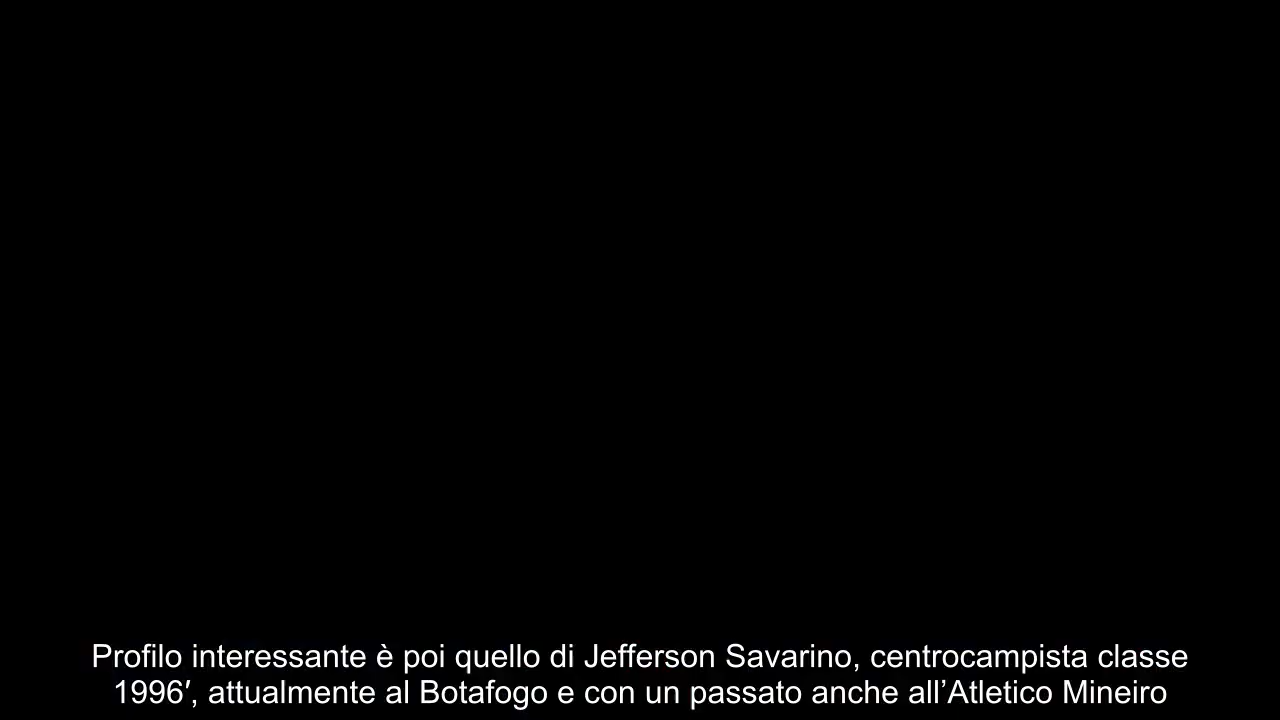 Profilo interessante è poi quello di Jefferson Savarino, centrocampista classe
1996′, attualmente al Botafogo e con un passato anche all’Atletico Mineiro